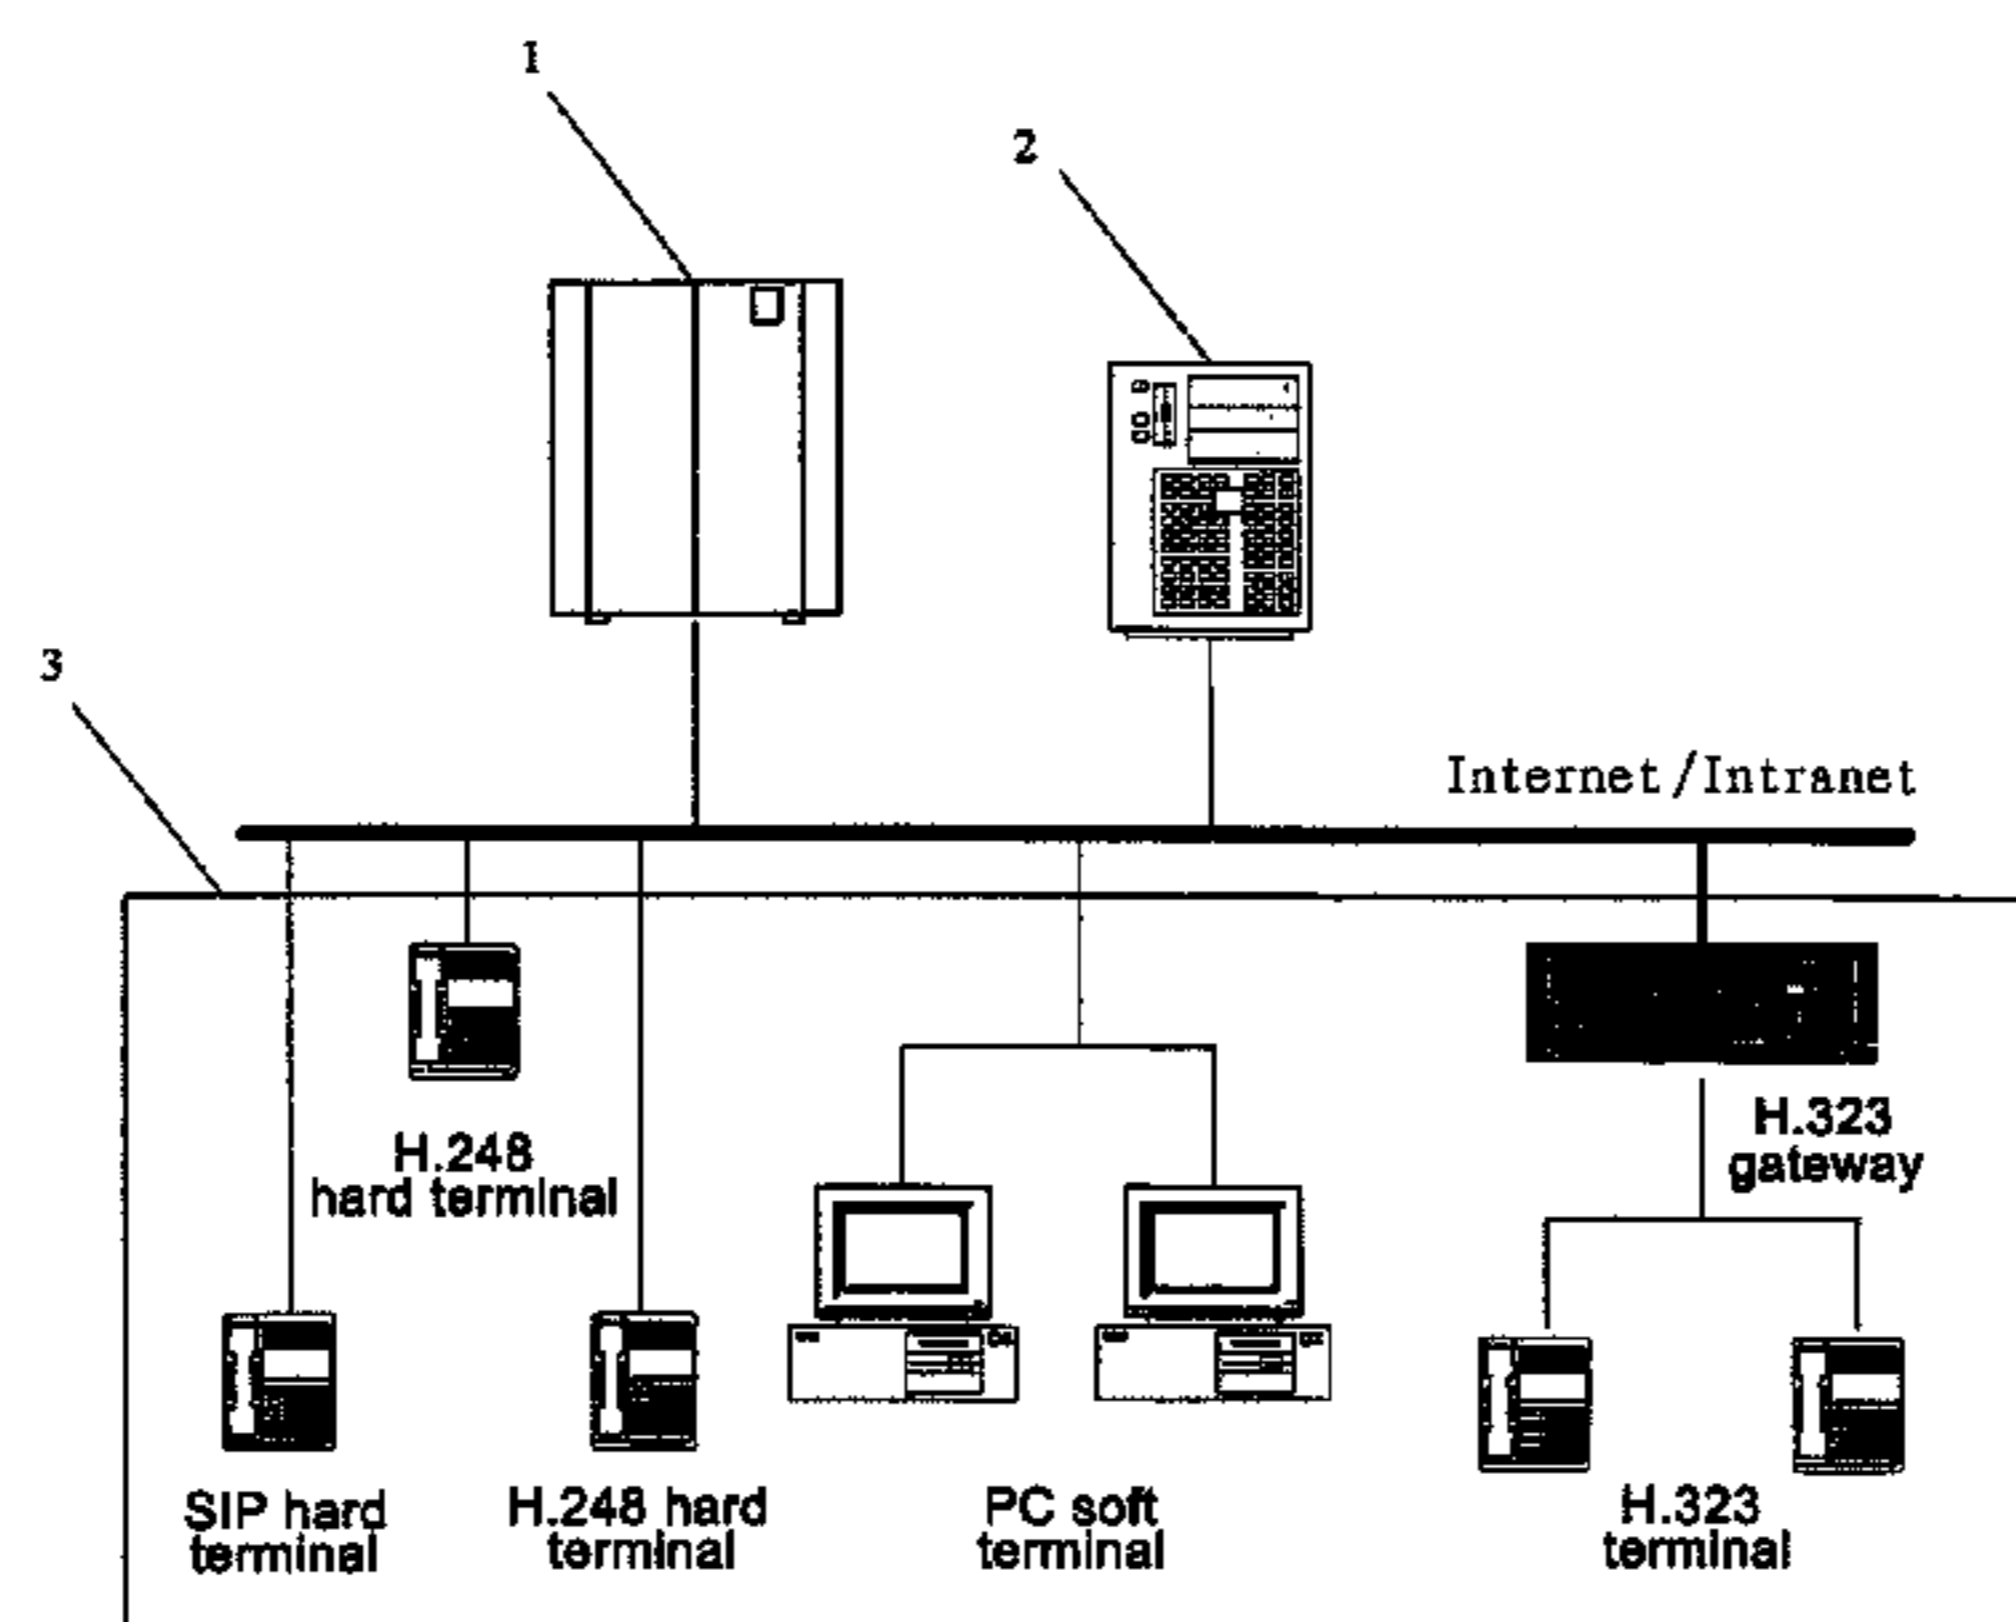 1
2
3
Internet/Intranet
H.248
hard terminal
H.323
gateway
SIP hard
terminal
H.248 hard
terminal
PC soft
terminal
H.323
terminal